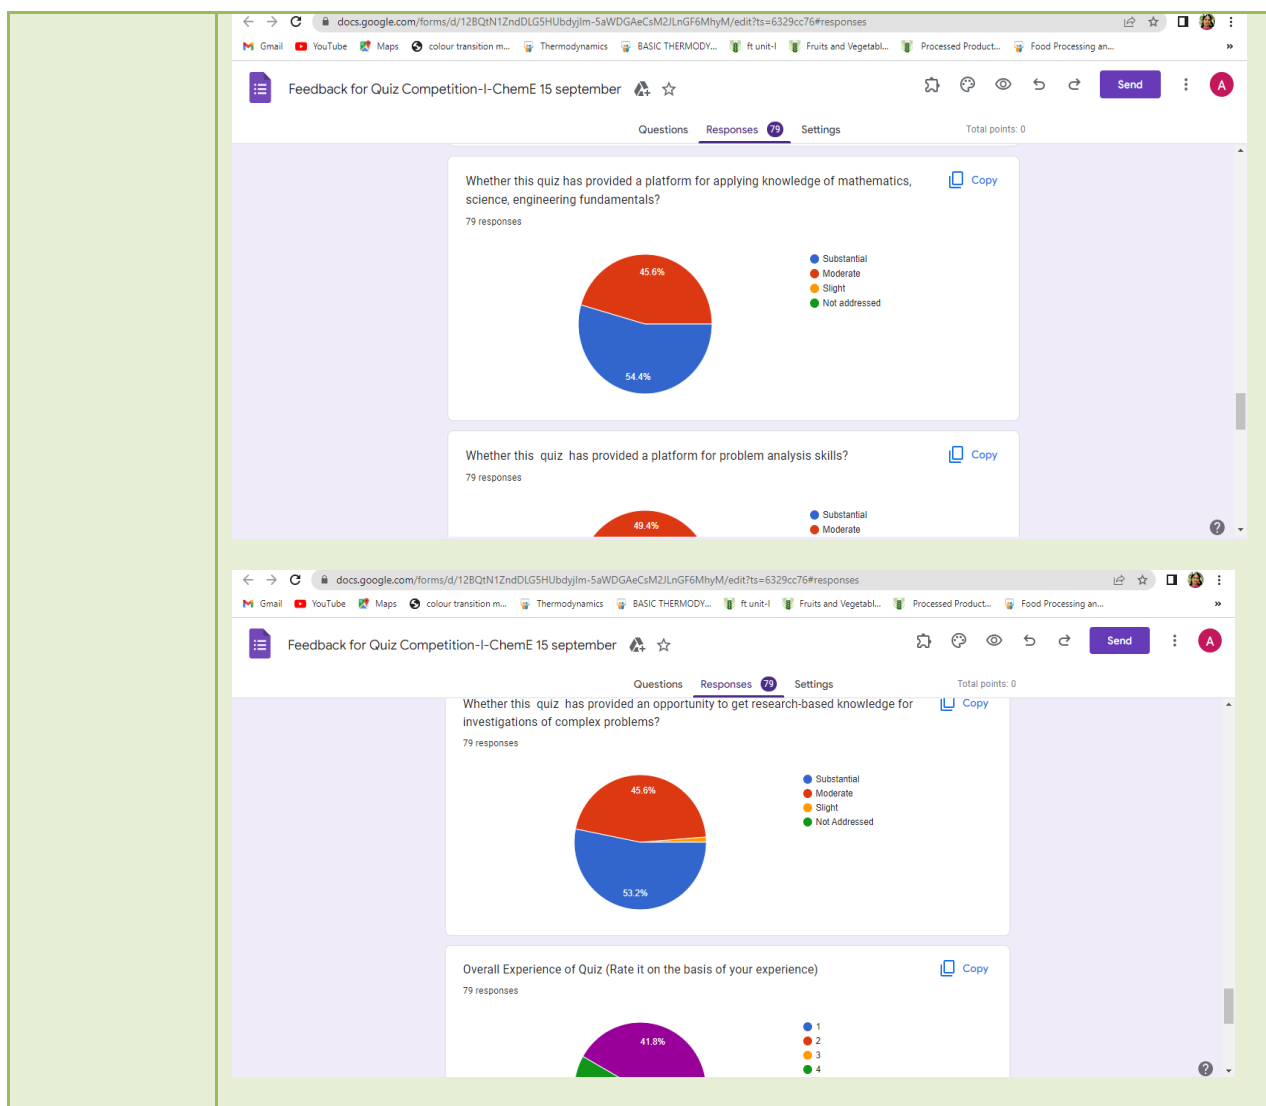 docs.google.com/forms/d/12BQtN1ZndDLG5HUbdyjIm-5aWDGAeCsM2JLnGF6MhyM/edit?ts=6329cc76#responses
Gmail YouTube Maps colour transition m... Thermodynamics BASIC THERMODY... ft unit-I Fruits and Vegetabl... Processed Product... Food Processing an... »
Feedback for Quiz Competition-I-ChemE 15 september Send A
Questions Responses 79 Settings Total points: 0
Whether this quiz has provided a platform for applying knowledge of mathematics, Copy
science, engineering fundamentals?
79 responses
45.6%
54.4%
Substantial
Moderate
Slight
Not addressed
Whether this quiz has provided a platform for problem analysis skills? Copy
79 responses
49.4%
Substantial
Moderate
docs.google.com/forms/d/12BQtN1ZndDLG5HUbdyjIm-5aWDGAeCsM2JLnGF6MhyM/edit?ts=6329cc76#responses
Gmail YouTube Maps colour transition m... Thermodynamics BASIC THERMODY... ft unit-I Fruits and Vegetabl... Processed Product... Food Processing an... »
Feedback for Quiz Competition-I-ChemE 15 september Send A
Questions Responses 79 Settings Total points: 0
Whether this quiz has provided an opportunity to get research-based knowledge for Copy
investigations of complex problems?
79 responses
45.6%
53.2%
Substantial
Moderate
Slight
Not Addressed
Overall Experience of Quiz (Rate it on the basis of your experience) Copy
79 responses
41.8%
1
2
3
4